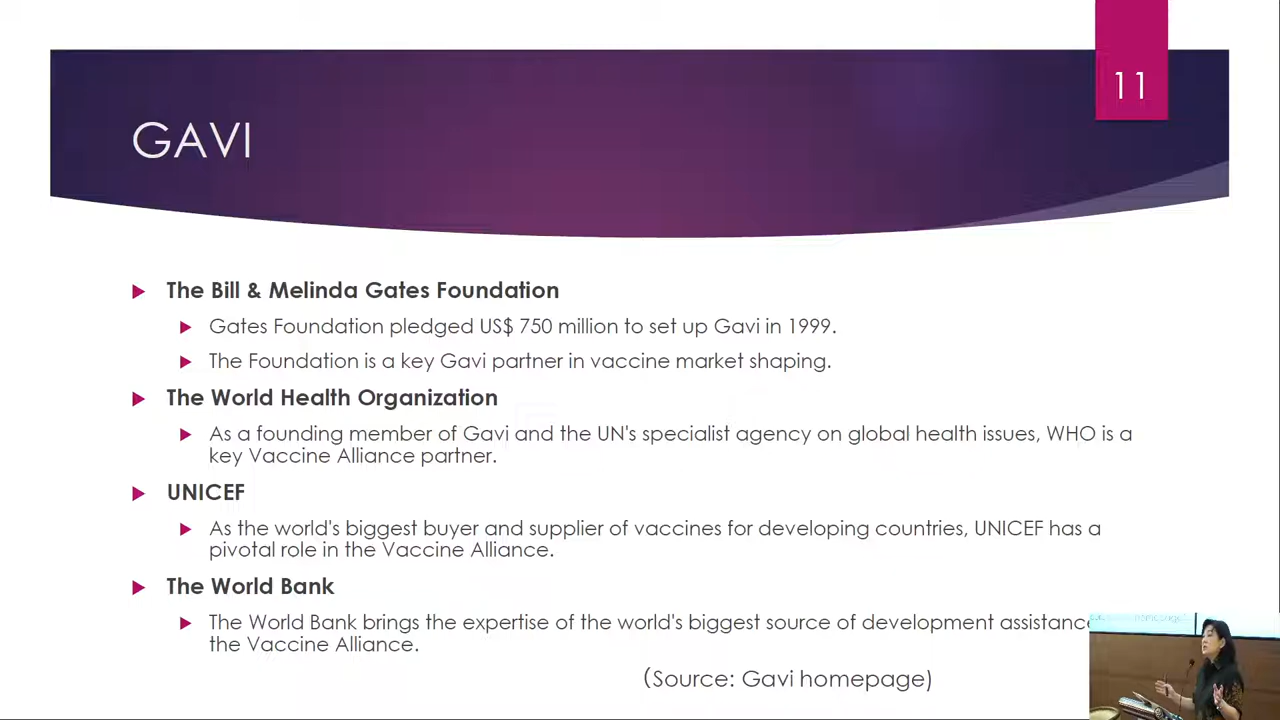 11
GAVI
The Bill & Melinda Gates Foundation
Gates Foundation pledged US$ 750 million to set up Gavi in 1999.
The Foundation is a key Gavi partner in vaccine market shaping.
The World Health Organization
As a founding member of Gavi and the UN's specialist agency on global health issues, WHO is a
key Vaccine Alliance partner.
UNICEF
As the world's biggest buyer and supplier of vaccines for developing countries, UNICEF has a
pivotal role in the Vaccine Alliance.
The World Bank
The World Bank brings the expertise of the world's biggest source of development assistance
the Vaccine Alliance.
(Source: Gavi homepage)